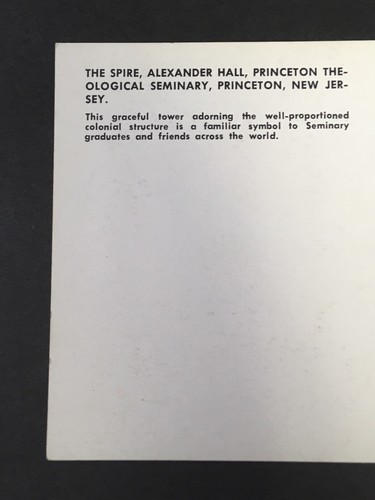 THE SPIRE, ALEXANDER HALL, PRINCETON THE-
OLOGICAL SEMINARY, PRINCETON, NEW JER-
SEY.
This graceful tower adorning the well-proportioned
colonial structure is a familiar symbol to Seminary
graduates and friends across the world.